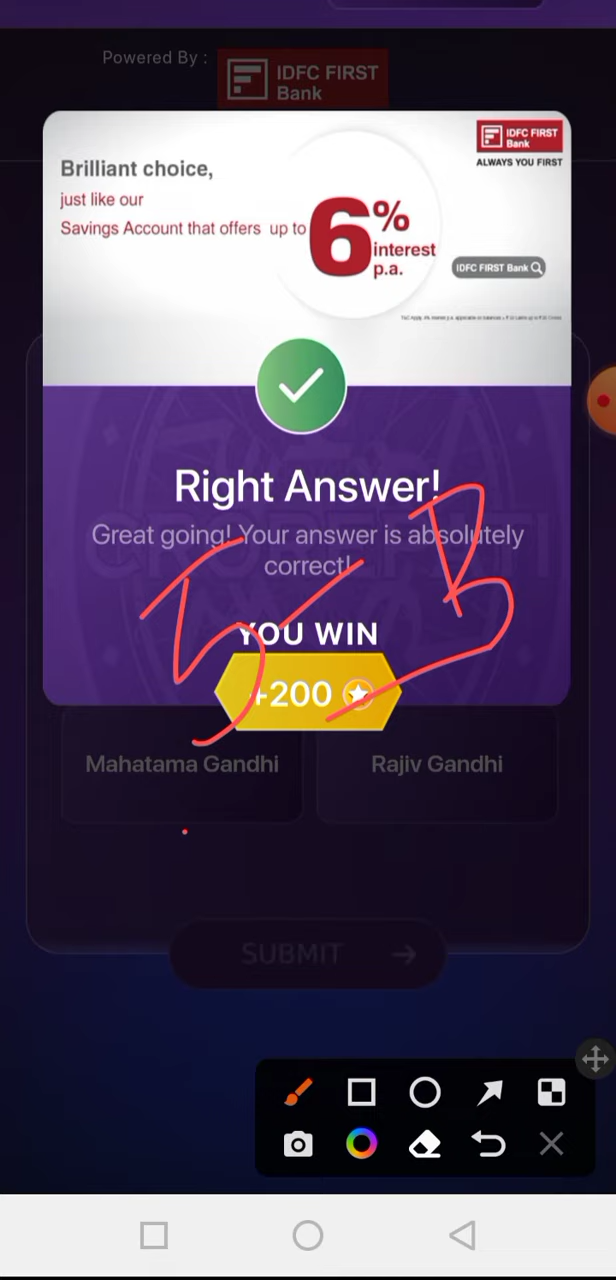 Powered By :
IDFC FIRST
Bank
IDFC FIRST
Bank
ALWAYS YOU FIRST
Brilliant choice,
just like our
Savings Account that offers up to
6%
interest
p.a.
IDFC FIRST Bank
Right Answer!
Great going! Your answer is absolutely
correct!
5-B
YOU WIN
+200
Mahatama Gandhi
Rajiv Gandhi
SUBMIT